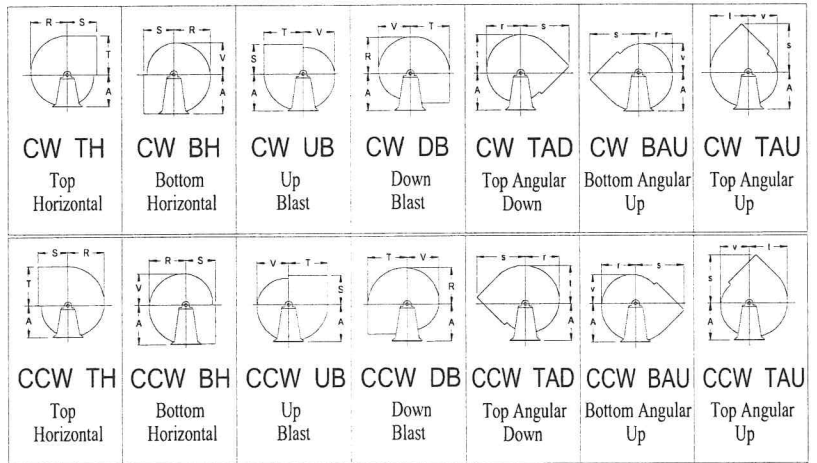 R S T A
S R V A
T V S A
V T R A
r s t A
s r v A
t v s A
CW TH
Top
Horizontal
CW BH
Bottom
Horizontal
CW UB
Up
Blast
CW DB
Down
Blast
CW TAD
Top Angular
Down
CW BAU
Bottom Angular
Up
CW TAU
Top Angular
Up
S R T A
R S V A
V T S A
T V R A
s r t A
r s v A
v t s A
CCW TH
Top
Horizontal
CCW BH
Bottom
Horizontal
CCW UB
Up
Blast
CCW DB
Down
Blast
CCW TAD
Top Angular
Down
CCW BAU
Bottom Angular
Up
CCW TAU
Top Angular
Up